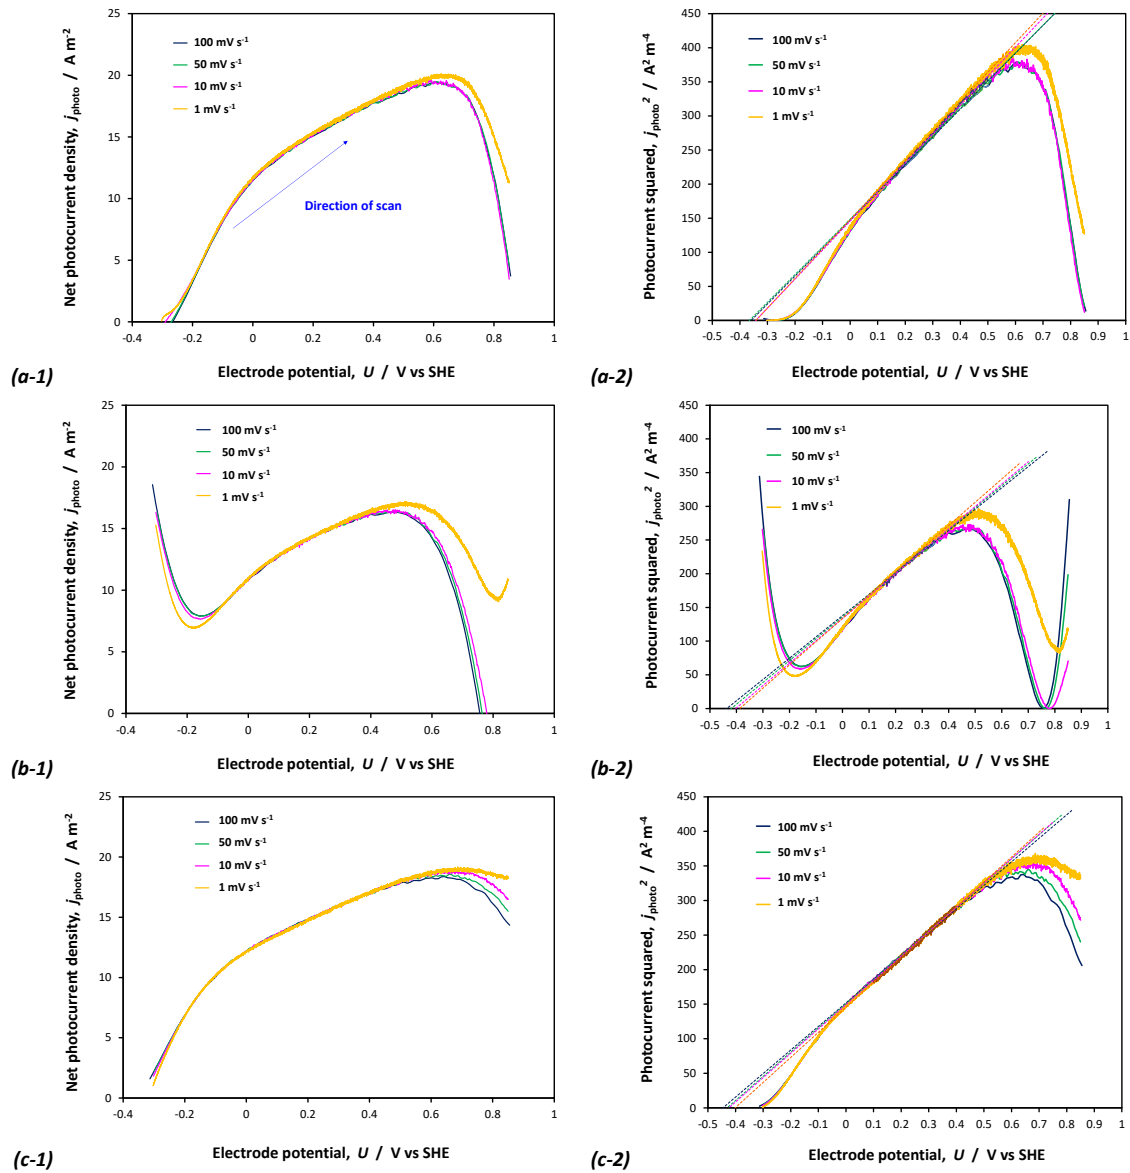 Net photocurrent density, jphoto / A m-2
25
20
15
10
5
0
-0.4 -0.2 0 0.2 0.4 0.6 0.8 1
100 mV s-1
50 mV s-1
10 mV s-1
1 mV s-1
Direction of scan
Electrode potential, U / V vs SHE
(a-1)
Photocurrent squared, jphoto2 / A2 m-4
450
400
350
300
250
200
150
100
50
0
-0.5 -0.4 -0.3 -0.2 -0.1 0 0.1 0.2 0.3 0.4 0.5 0.6 0.7 0.8 0.9 1
100 mV s-1
50 mV s-1
10 mV s-1
1 mV s-1
Electrode potential, U / V vs SHE
(a-2)
Net photocurrent density, jphoto / A m-2
25
20
15
10
5
0
-0.4 -0.2 0 0.2 0.4 0.6 0.8 1
100 mV s-1
50 mV s-1
10 mV s-1
1 mV s-1
Electrode potential, U / V vs SHE
(b-1)
Photocurrent squared, jphoto2 / A2 m-4
450
400
350
300
250
200
150
100
50
0
-0.5 -0.4 -0.3 -0.2 -0.1 0 0.1 0.2 0.3 0.4 0.5 0.6 0.7 0.8 0.9 1
100 mV s-1
50 mV s-1
10 mV s-1
1 mV s-1
Electrode potential, U / V vs SHE
(b-2)
Net photocurrent density, jphoto / A m-2
25
20
15
10
5
0
-0.4 -0.2 0 0.2 0.4 0.6 0.8 1
100 mV s-1
50 mV s-1
10 mV s-1
1 mV s-1
Electrode potential, U / V vs SHE
(c-1)
Photocurrent squared, jphoto2 / A2 m-4
450
400
350
300
250
200
150
100
50
0
-0.5 -0.4 -0.3 -0.2 -0.1 0 0.1 0.2 0.3 0.4 0.5 0.6 0.7 0.8 0.9 1
100 mV s-1
50 mV s-1
10 mV s-1
1 mV s-1
Electrode potential, U / V vs SHE
(c-2)